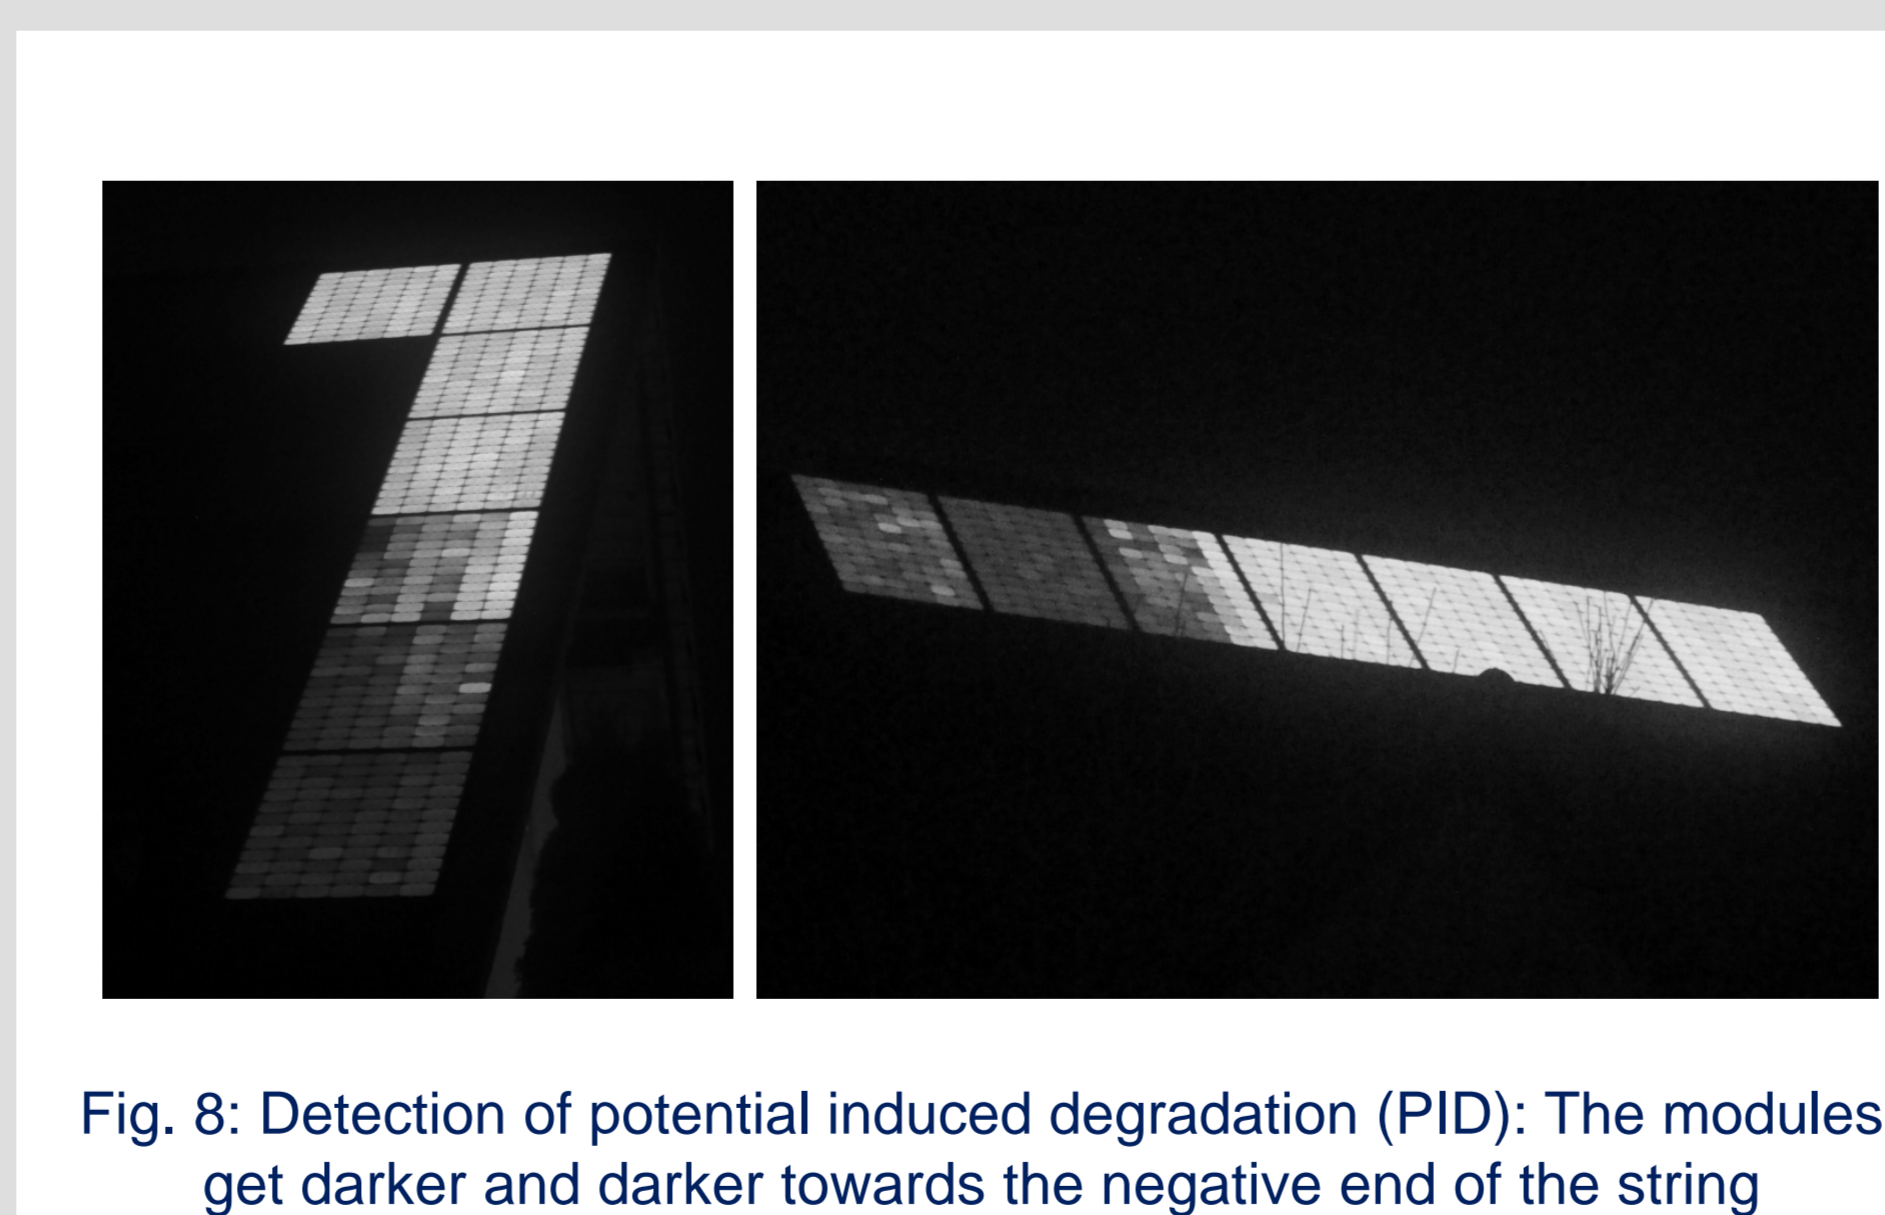 Fig. 8: Detection of potential induced degradation (PID): The modules
get darker and darker towards the negative end of the string